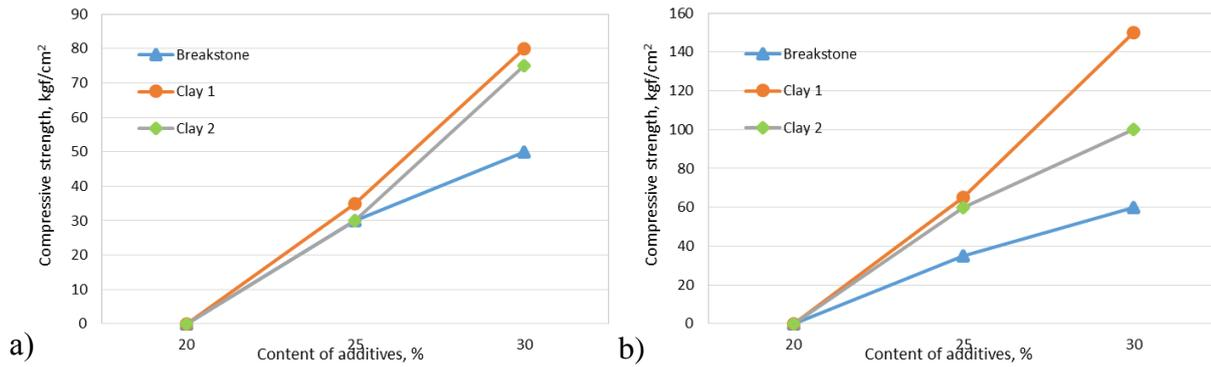 90
80
70
60
50
40
30
20
10
0
Compressive strength, kgf/cm²
Breakstone
Clay 1
Clay 2
20 25 30
Content of additives, %
a)
160
140
120
100
80
60
40
20
0
Compressive strength, kgf/cm²
Breakstone
Clay 1
Clay 2
20 25 30
Content of additives, %
b)